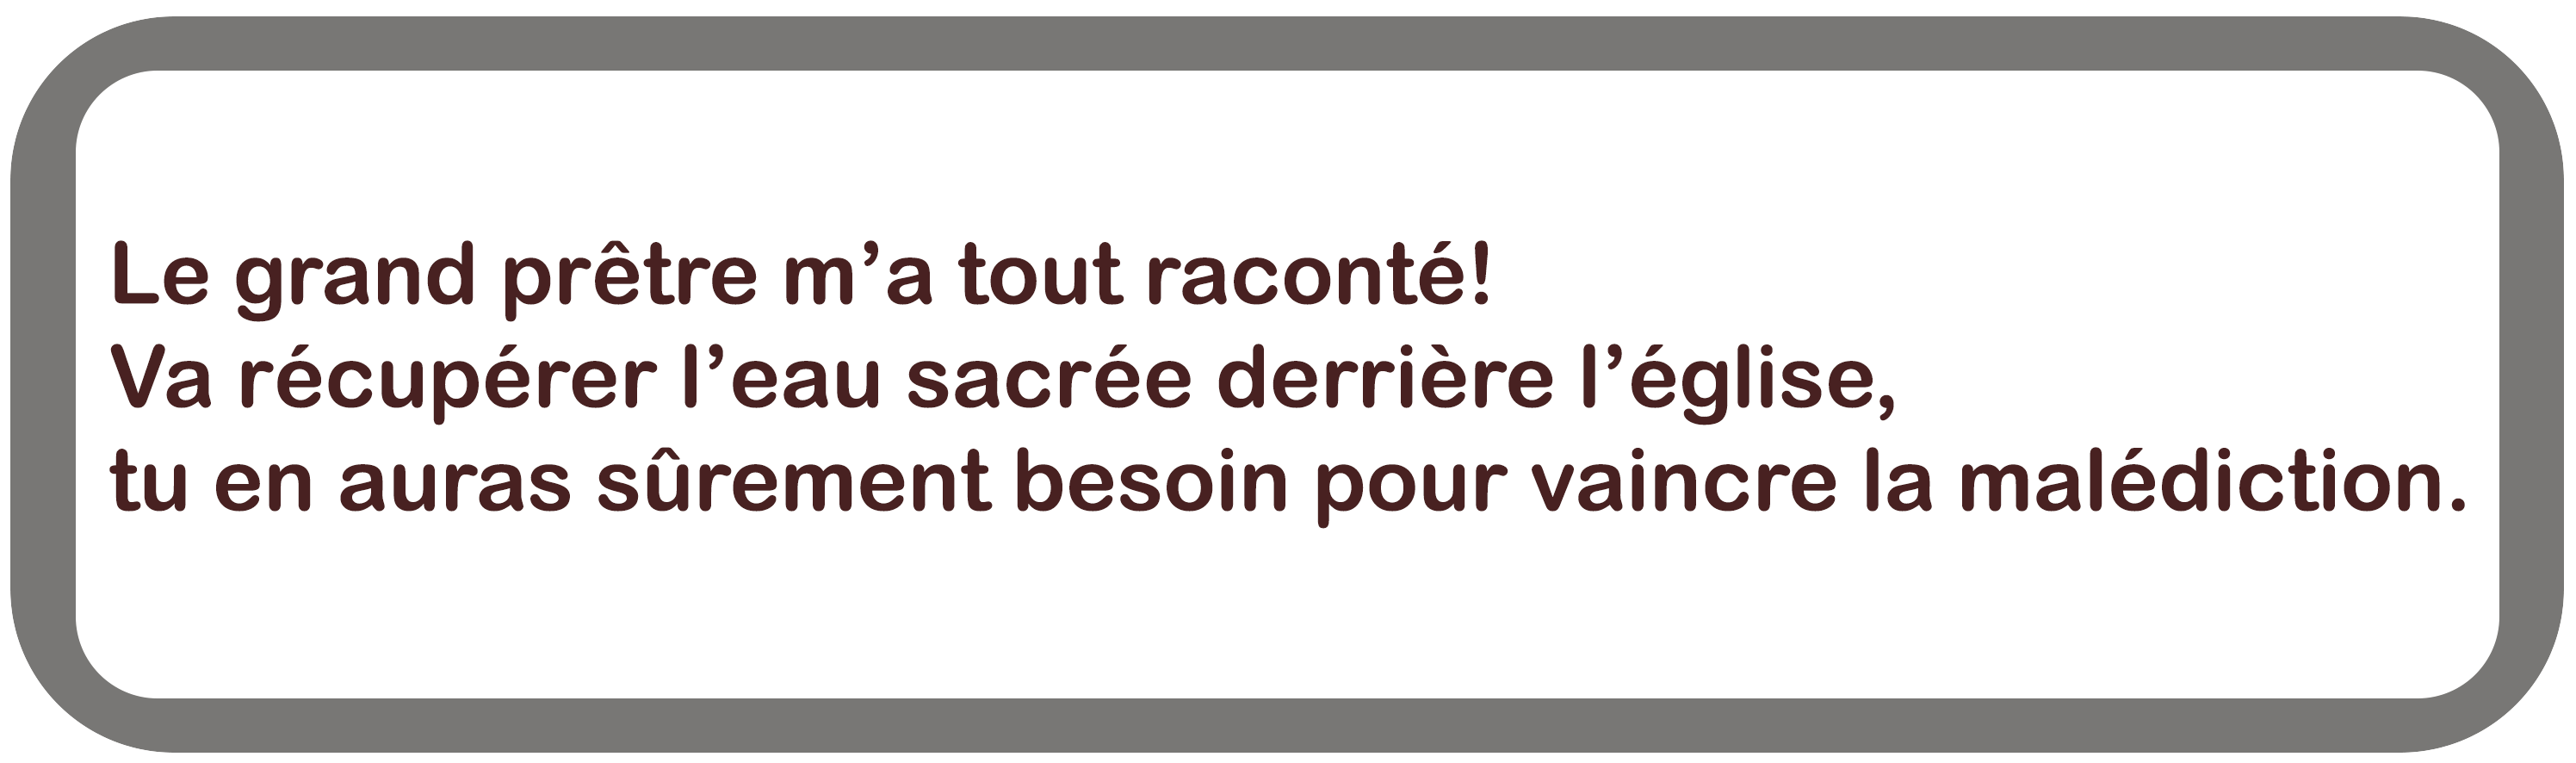 Le grand prêtre m’a tout raconté!
Va récupérer l’eau sacrée derrière l’église,
tu en auras sûrement besoin pour vaincre la malédiction.